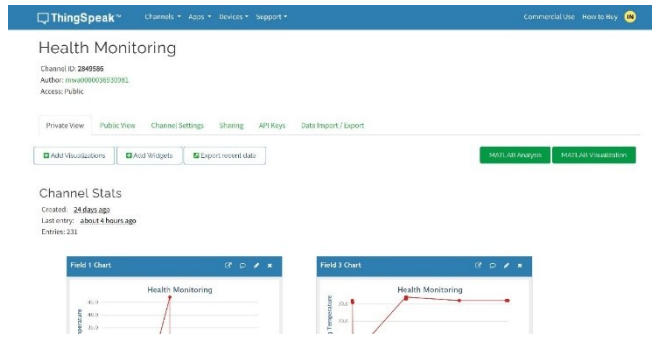 ThingSpeak™ Channels Apps Devices Support Commercial Use How to Buy IN
Health Monitoring
Channel ID: 2849586
Author:
Access: Public
Private View Public View Channel Settings Sharing API Keys Data Import / Export
Add Visualizations Add Widgets Export recent data MATLAB Analysis MATLAB Visualization
Channel Stats
Created: 24 days ago
Last entry: about 4 hours ago
Entries: 231
Field 1 Chart Field 3 Chart
Health Monitoring Health Monitoring
Temperature